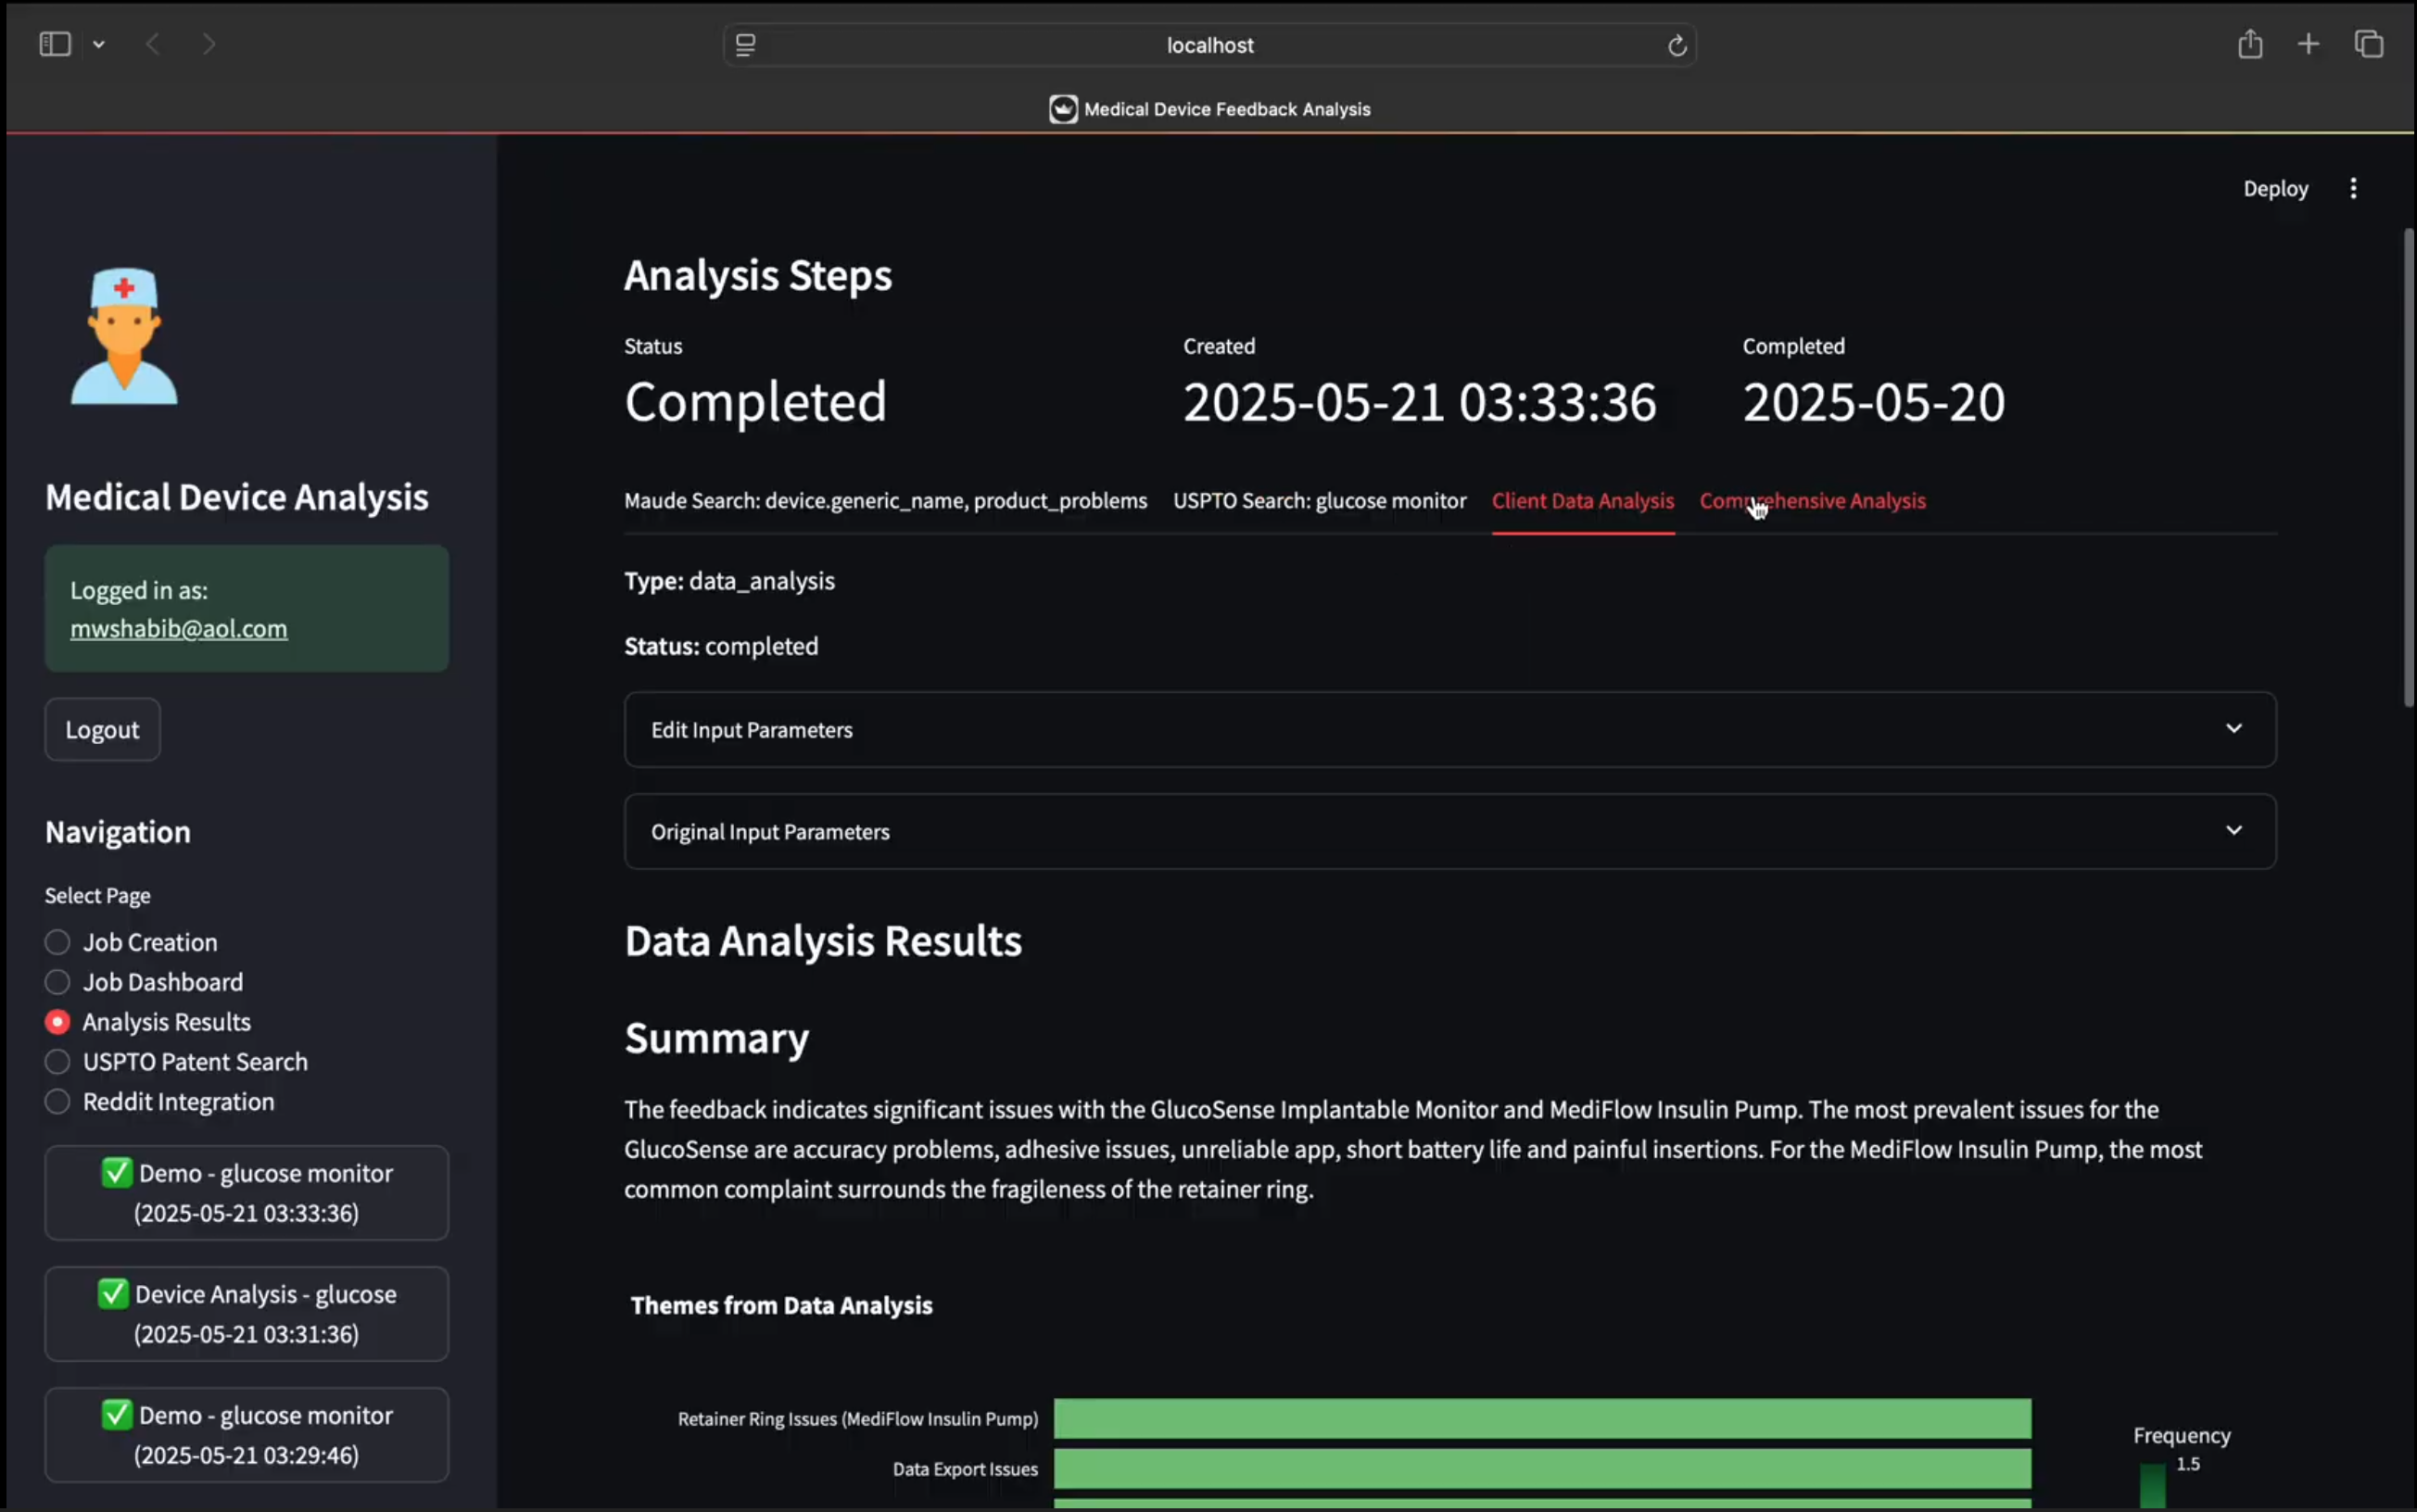 localhost
Medical Device Feedback Analysis
Deploy
Medical Device Analysis
Logged in as:
mwshabib@aol.com
Logout
Navigation
Select Page
Job Creation
Job Dashboard
Analysis Results
USPTO Patent Search
Reddit Integration
Demo - glucose monitor
(2025-05-21 03:33:36)
Device Analysis - glucose
(2025-05-21 03:31:36)
Demo - glucose monitor
(2025-05-21 03:29:46)
Analysis Steps
Status
Completed
Created
2025-05-21 03:33:36
Completed
2025-05-20
Maude Search: device.generic_name, product_problems
USPTO Search: glucose monitor
Client Data Analysis
Comprehensive Analysis
Type: data_analysis
Status: completed
Edit Input Parameters
Original Input Parameters
Data Analysis Results
Summary
The feedback indicates significant issues with the GlucoSense Implantable Monitor and MediFlow Insulin Pump. The most prevalent issues for the
GlucoSense are accuracy problems, adhesive issues, unreliable app, short battery life and painful insertions. For the MediFlow Insulin Pump, the most
common complaint surrounds the fragileness of the retainer ring.
Themes from Data Analysis
Retainer Ring Issues (MediFlow Insulin Pump)
Data Export Issues
Frequency
1.5